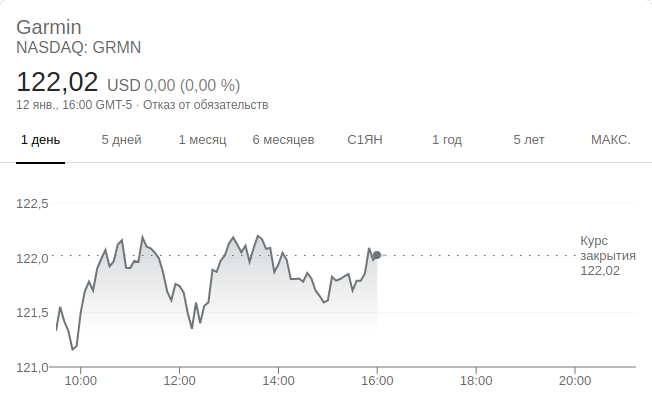 Garmin
NASDAQ: GRMN
122,02 USD 0,00 (0,00 %)
12 янв., 16:00 GMT-5 · Отказ от обязательств
1 день 5 дней 1 месяц 6 месяцев С1ЯН 1 год 5 лет МАКС.
122,5
122,0
121,5
121,0
Курс
закрытия
122,02
10:00 12:00 14:00 16:00 18:00 20:00